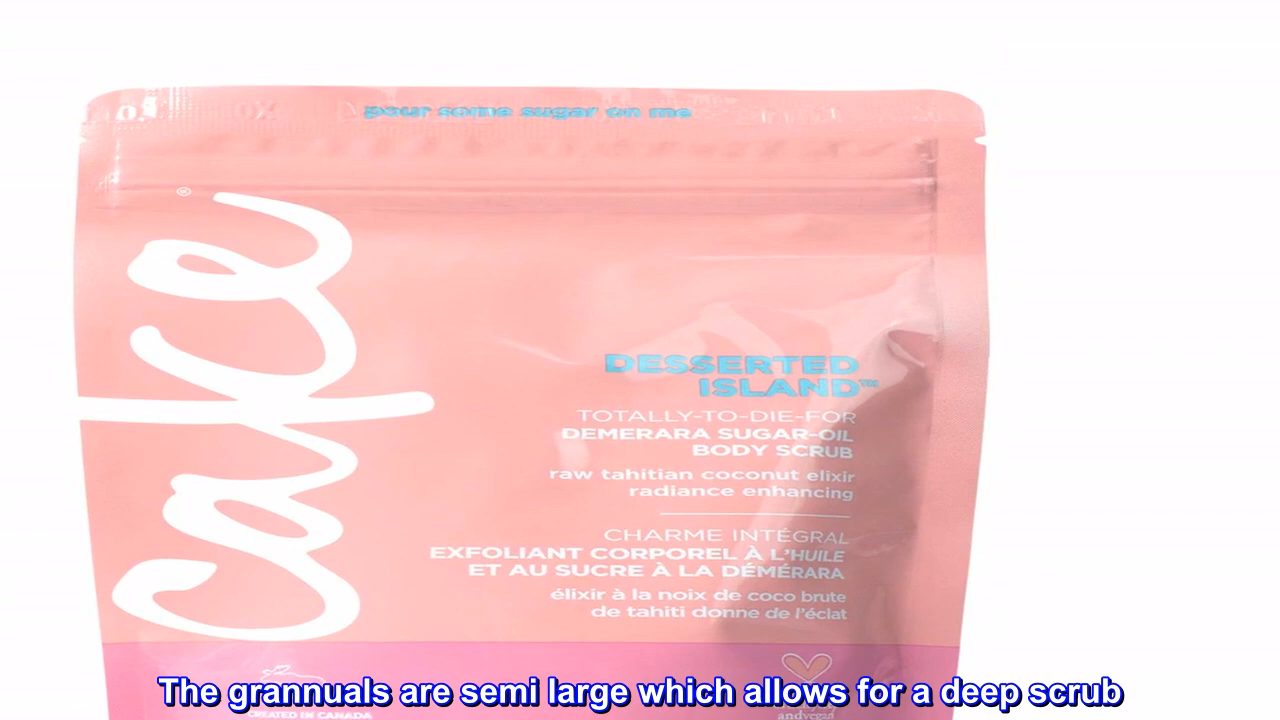 pour some sugar on me
cake®
DESSERTED
ISLAND™
TOTALLY-TO-DIE-FOR
DEMERARA SUGAR-OIL
BODY SCRUB
raw tahitian coconut elixir
radiance enhancing
CHARME INTÉGRAL
EXFOLIANT CORPOREL À L'HUILE
ET AU SUCRE À LA DÉMÉRARA
élixir à la noix de coco brute
de tahiti donne de l'éclat
The grannuals are semi large which allows for a deep scrub
CREATED IN CANADA
andvegan